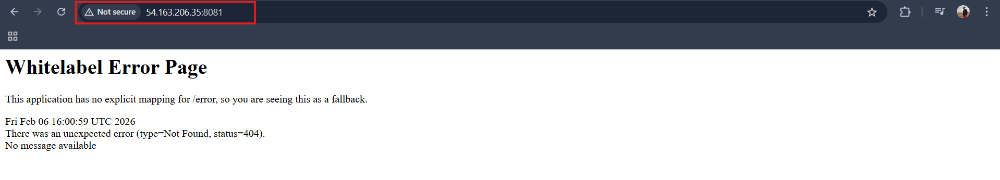 Not secure 54.163.206.35:8081
Whitelabel Error Page
This application has no explicit mapping for /error, so you are seeing this as a fallback.
Fri Feb 06 16:00:59 UTC 2026
There was an unexpected error (type=Not Found, status=404).
No message available